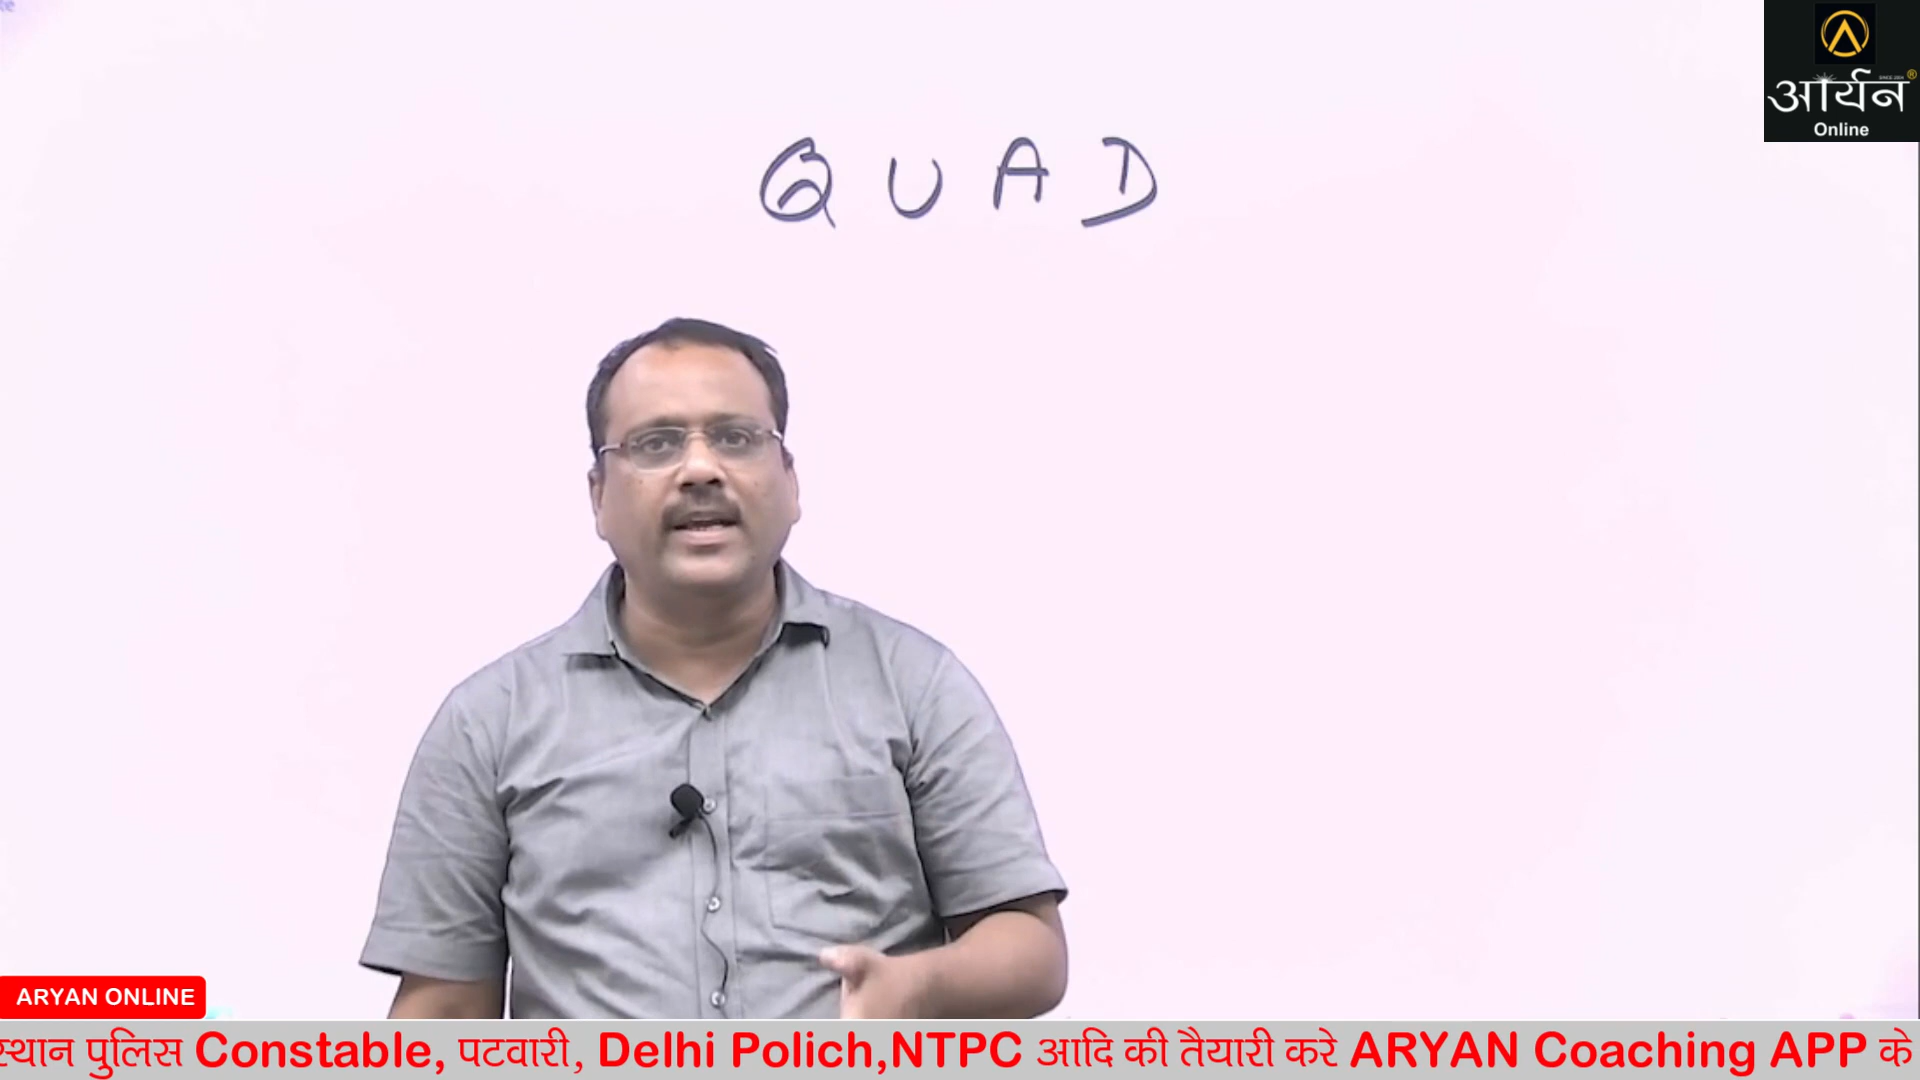 QUAD
आर्यन
Online
ARYAN ONLINE
स्थान पुलिस Constable, पटवारी, Delhi Polich,NTPC आदि की तैयारी करे ARYAN Coaching APP के